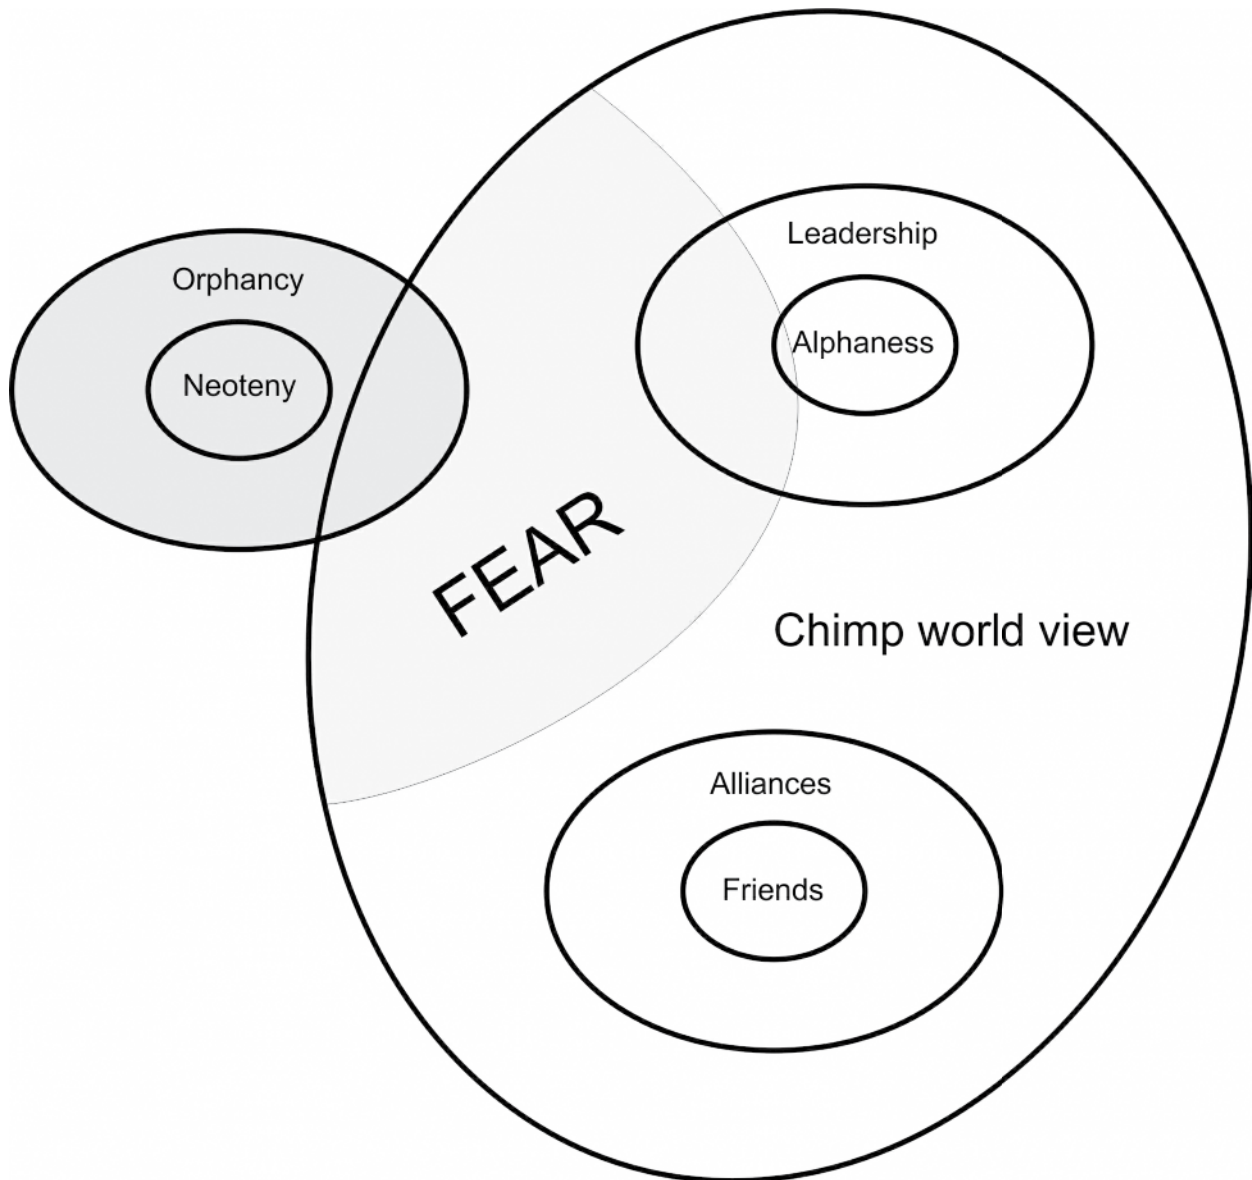 Leadership
Orphancy
Alphaness
Neoteny
FEAR
Chimp world view
Alliances
Friends